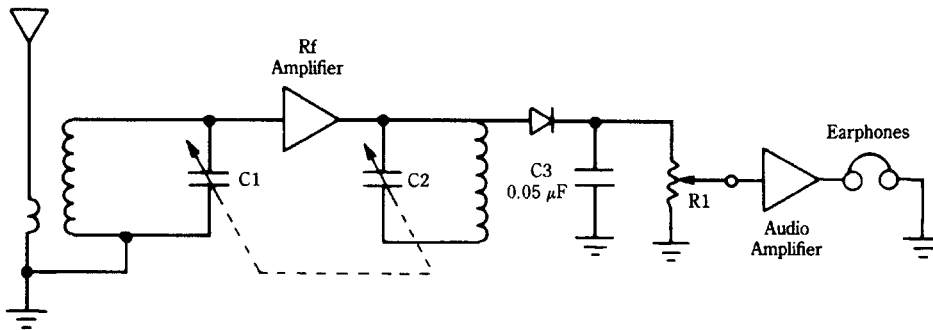 Rf
Amplifier
Earphones
C1
C2
C3
0.05 μF
R1
Audio
Amplifier